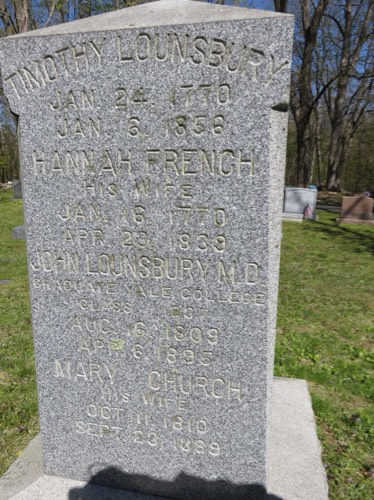 TIMOTHY LOUNSBURY
JAN. 24. 1770
JAN. 6. 1856
HANNAH FRENCH
HIS WIFE
JAN. 16. 1770
APR. 25. 1839
JOHN LOUNSBURY M.D.
GRADUATE YALE COLLEGE
CLASS
AUG. 16. 1809
APR. 6. 1895
MARY CHURCH
HIS WIFE
OCT. 11. 1810
SEPT. 23. 1889